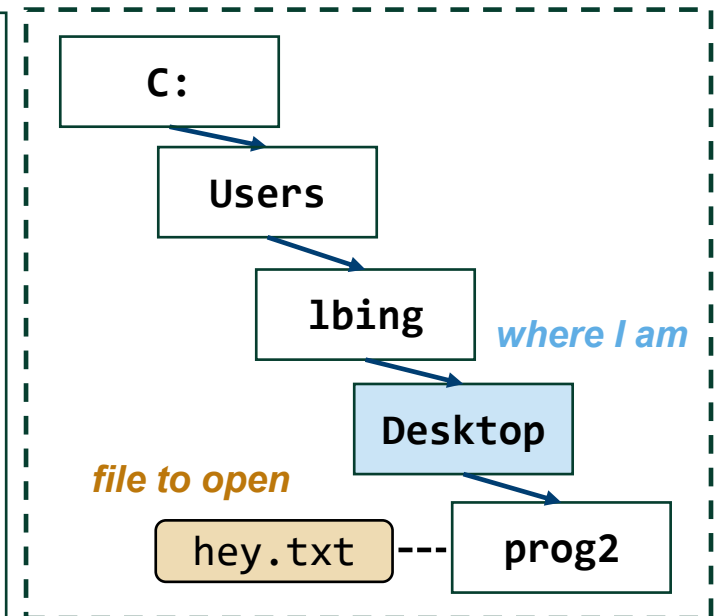 C:
Users
lbing
where I am
Desktop
file to open
hey.txt
prog2